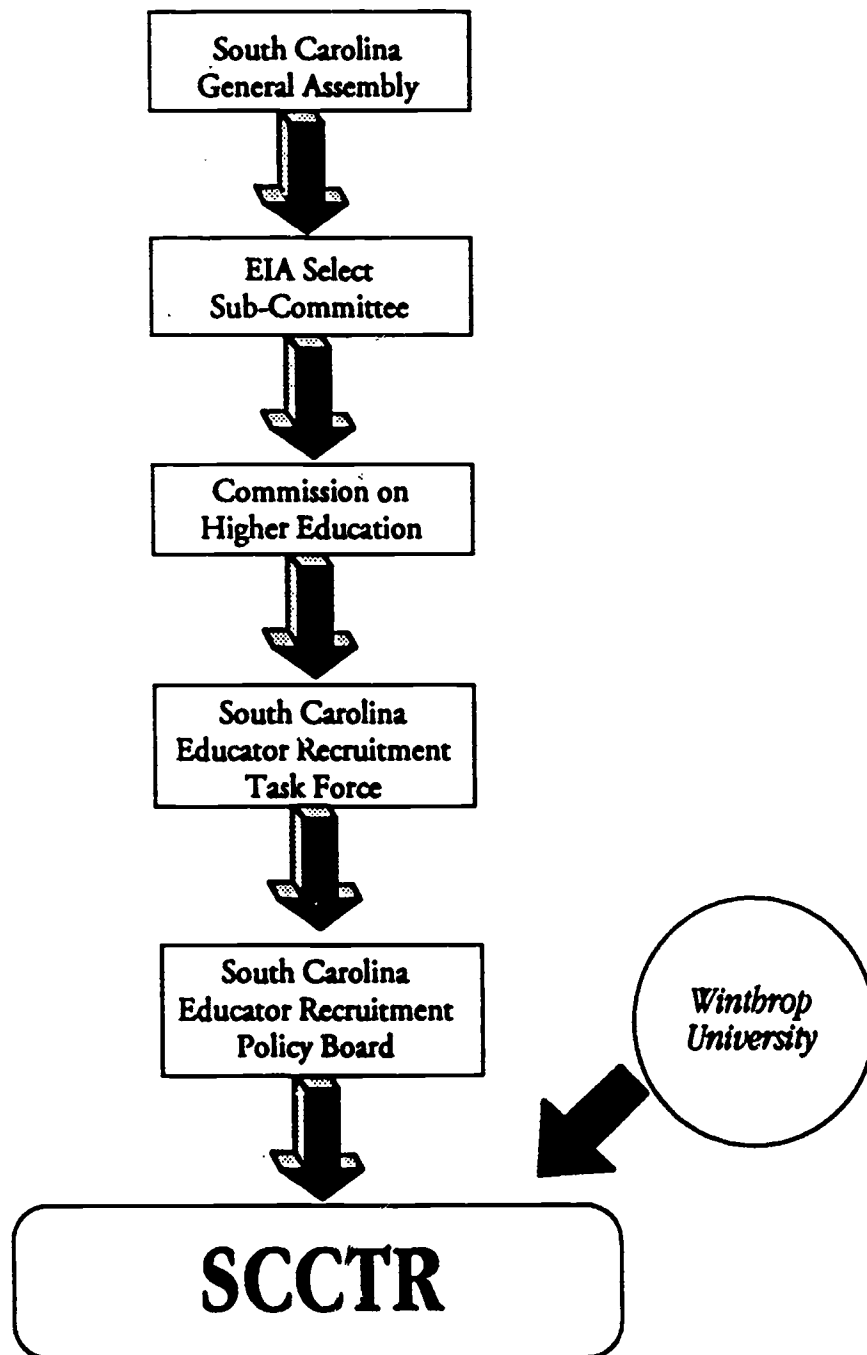 South Carolina
General Assembly
EIA Select
Sub-Committee
Commission on
Higher Education
South Carolina
Educator Recruitment
Task Force
South Carolina
Educator Recruitment
Policy Board
Winthrop
University
SCCTR